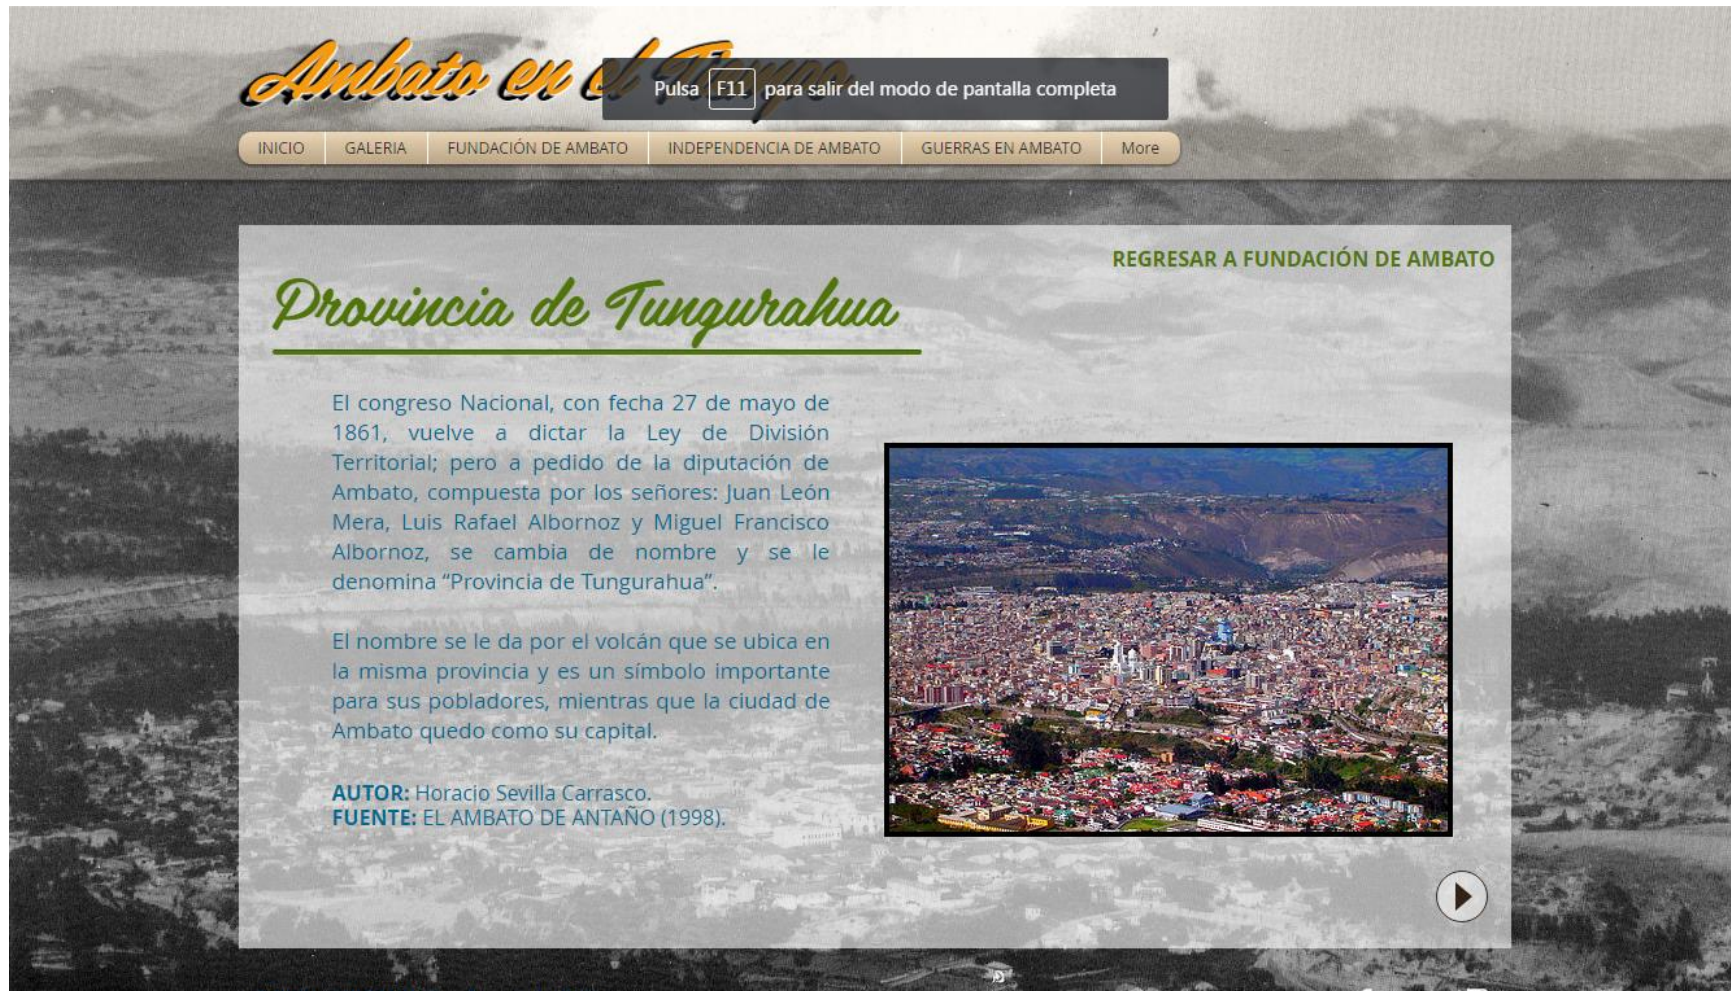 Ambato en el Tiempo
Pulsa F11 para salir del modo de pantalla completa
INICIO GALERIA FUNDACIÓN DE AMBATO INDEPENDENCIA DE AMBATO GUERRAS EN AMBATO More
REGRESAR A FUNDACIÓN DE AMBATO
Provincia de Tungurahua
El congreso Nacional, con fecha 27 de mayo de
1861, vuelve a dictar la Ley de División
Territorial; pero a pedido de la diputación de
Ambato, compuesta por los señores: Juan León
Mera, Luis Rafael Albornoz y Miguel Francisco
Albornoz, se cambia de nombre y se le
denomina “Provincia de Tungurahua”.
El nombre se le da por el volcán que se ubica en
la misma provincia y es un símbolo importante
para sus pobladores, mientras que la ciudad de
Ambato quedo como su capital.
AUTOR: Horacio Sevilla Carrasco.
FUENTE: EL AMBATO DE ANTAÑO (1998).